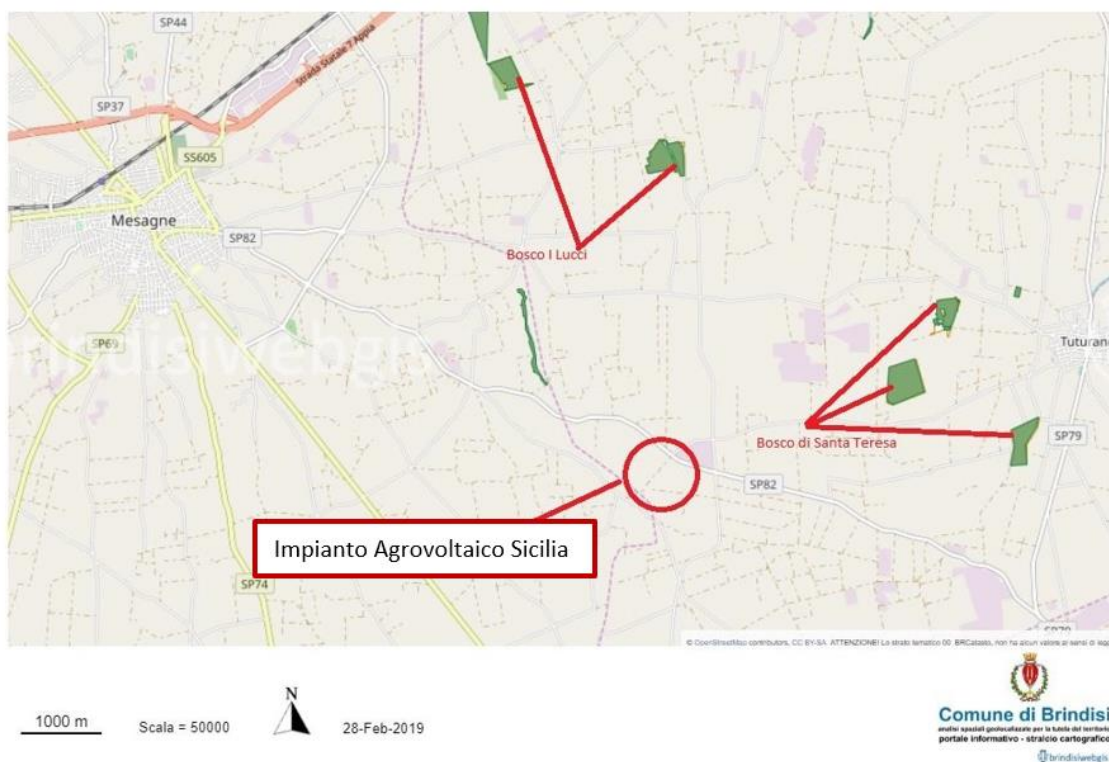 SP44
Strada Statale 7 Appia
SP37
SS605
Mesagne
SP82
Bosco I Lucci
SP69
brindisiwebgis
Tuturano
Bosco di Santa Teresa
SP79
SP82
Impianto Agrovoltaico Sicilia
SP74
SP79
© OpenStreetMap contributors, CC BY-SA. ATTENZIONE! Lo strato tematico 00_BRCatasto, non ha alcun valore ai sensi di
1000 m
Scala = 50000
N
28-Feb-2019
Comune di Brindisi
analisi spaziali geolocalizzate per la tutela del territorio
portale informativo - stralcio cartografico
brindisiwebgis